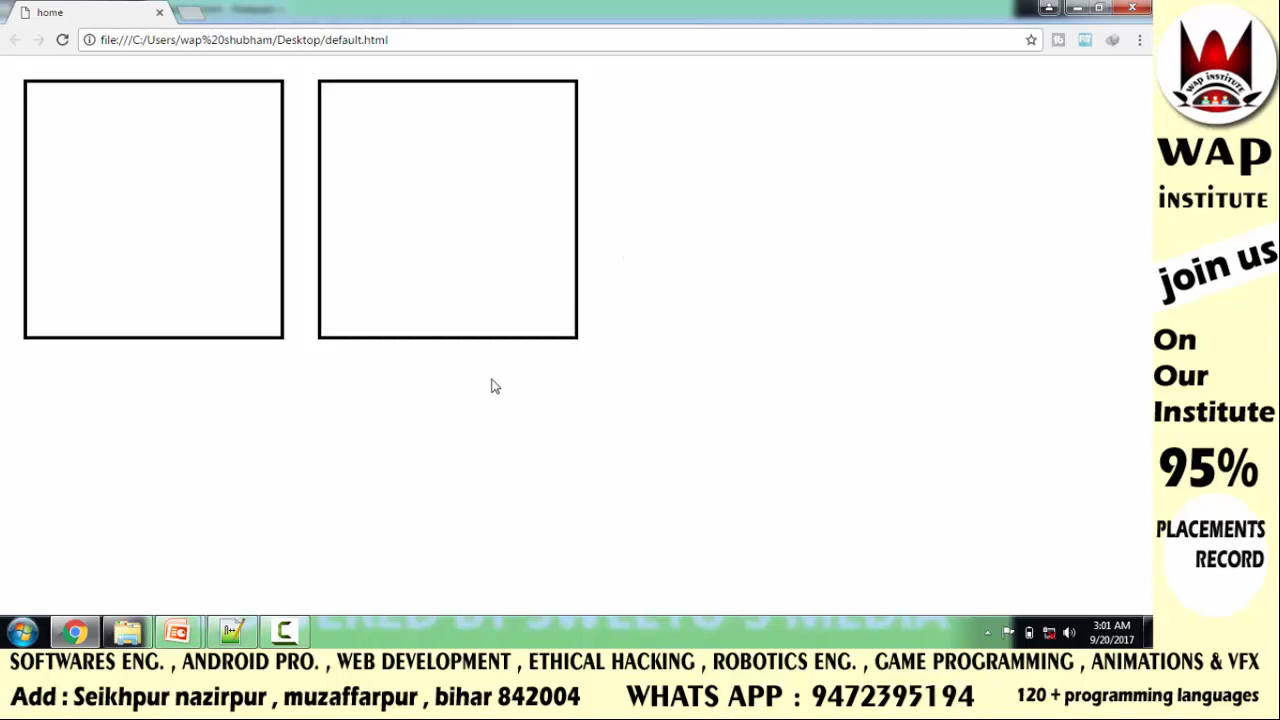 home
file:///C:/Users/wap%20shubham/Desktop/default.html
wap institute
WAP
institute
join us
On
Our
Institute
95%
PLACEMENTS
RECORD
3:01 AM
9/20/2017
SOFTWARES ENG. , ANDROID PRO. , WEB DEVELOPMENT , ETHICAL HACKING , ROBOTICS ENG. , GAME PROGRAMMING , ANIMATIONS & VFX
Add : Seikhpur nazirpur , muzaffarpur , bihar 842004 WHATS APP : 9472395194 120 + programming languages